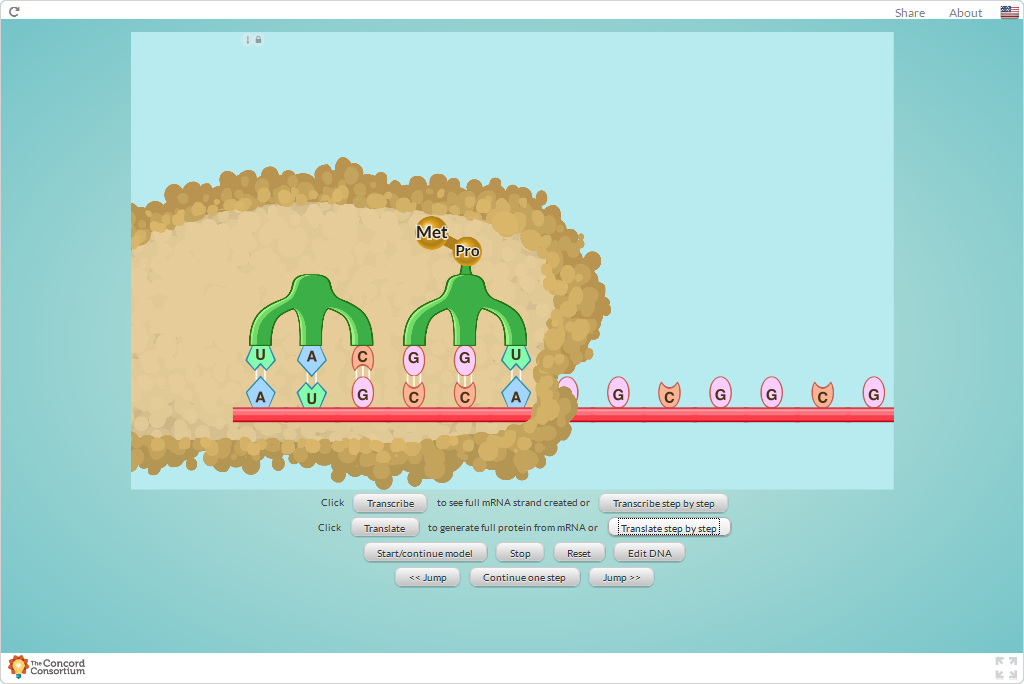 Share About
Met
Pro
U A C G G U
A U G C C A G C G G C G
Click Transcribe to see full mRNA strand created or Transcribe step by step
Click Translate to generate full protein from mRNA or Translate step by step
Start/continue model Stop Reset Edit DNA
<< Jump Continue one step Jump >>
The Concord
Consortium